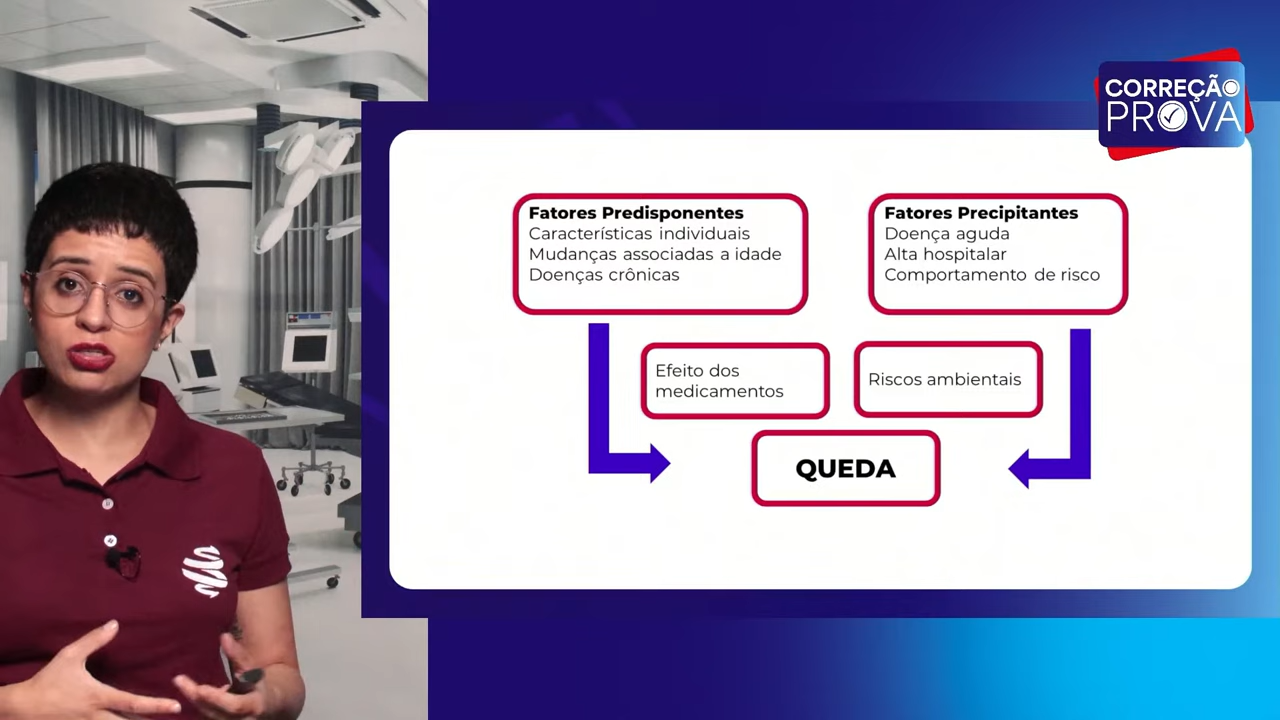 CORREÇÃO
PROVA
Fatores Predisponentes
Características individuais
Mudanças associadas a idade
Doenças crônicas
Fatores Precipitantes
Doença aguda
Alta hospitalar
Comportamento de risco
Efeito dos
medicamentos
Riscos ambientais
QUEDA